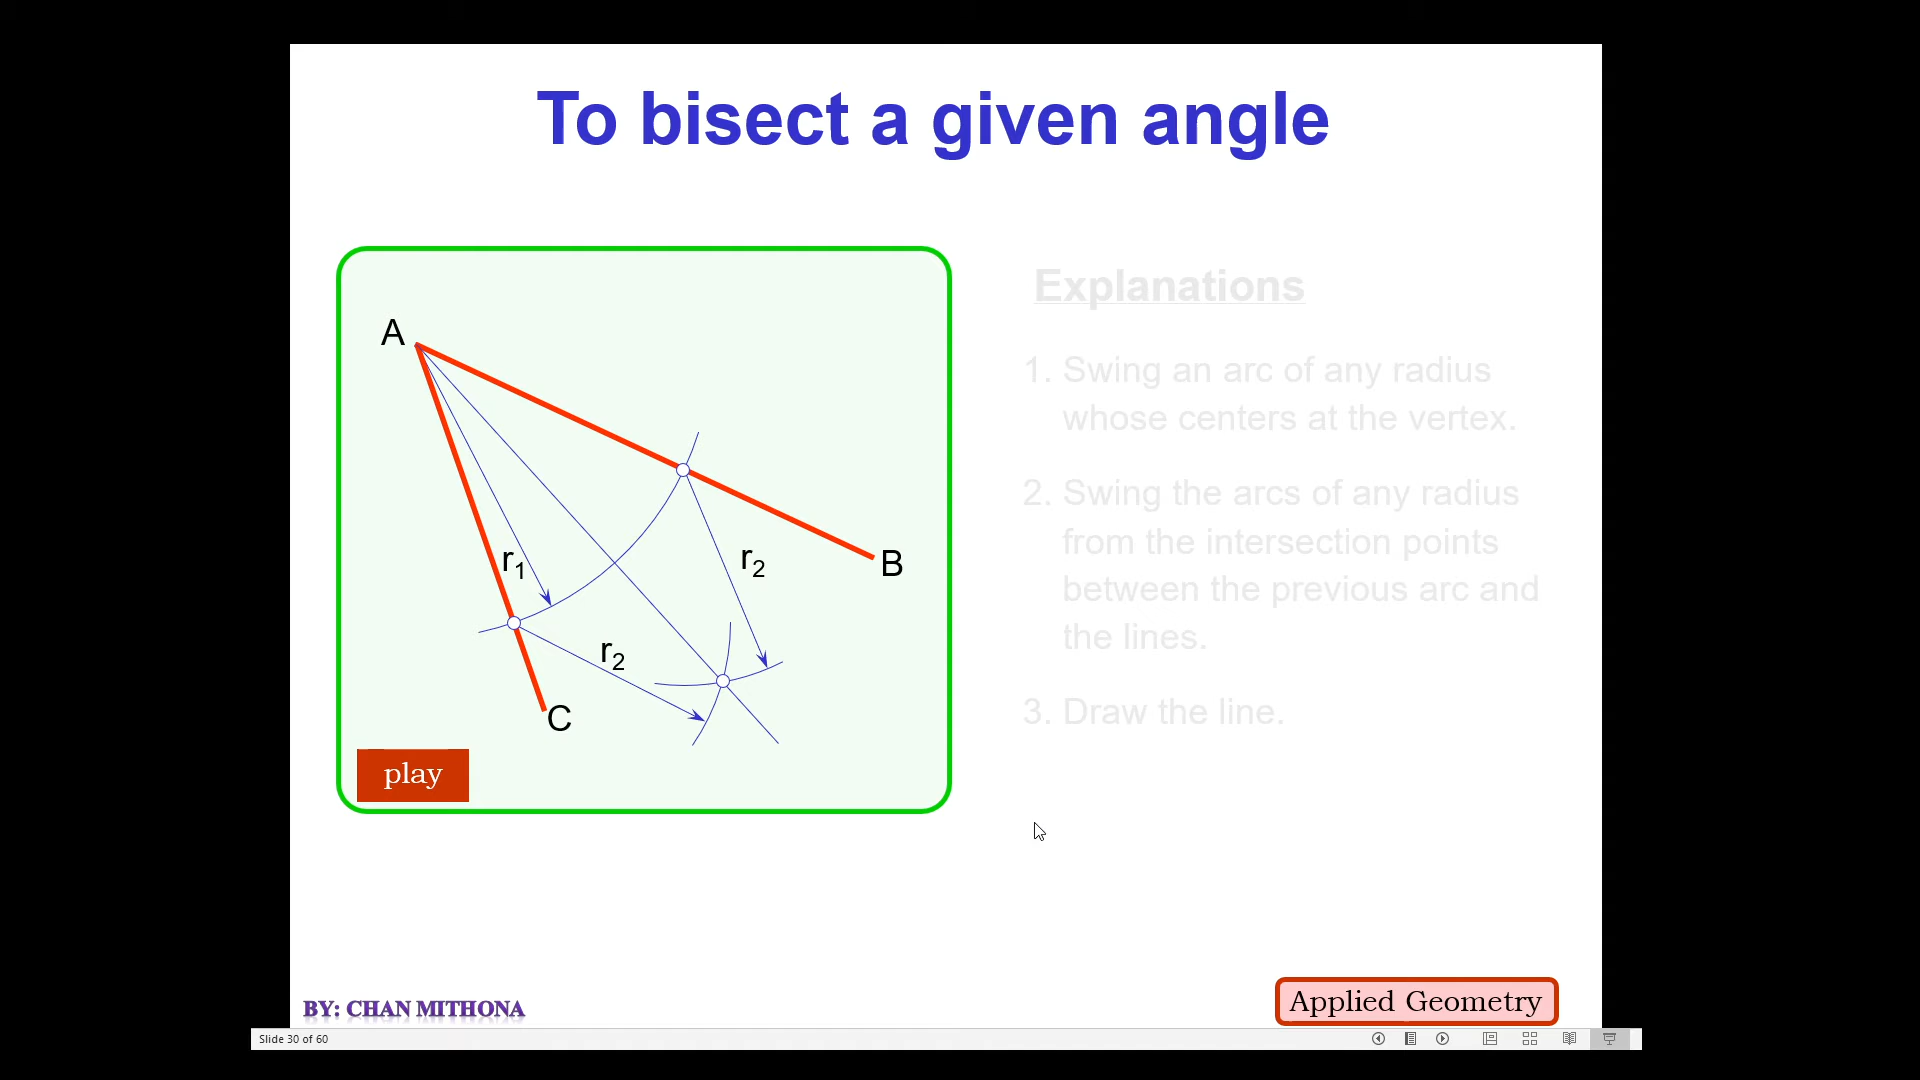 To bisect a given angle
A
B
r1
r2
r2
C
play
Explanations
1. Swing an arc of any radius
whose centers at the vertex.
2. Swing the arcs of any radius
from the intersection points
between the previous arc and
the lines.
3. Draw the line.
BY: CHAN MITHONA
Applied Geometry
Slide 30 of 60